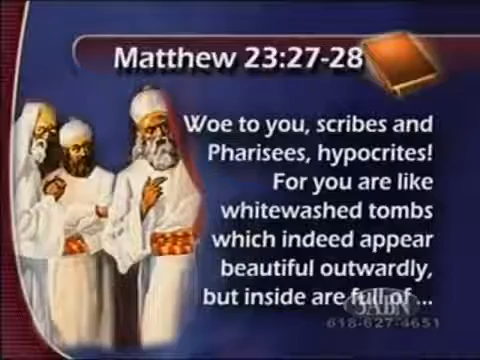 Matthew 23:27-28
Woe to you, scribes and
Pharisees, hypocrites!
For you are like
whitewashed tombs
which indeed appear
beautiful outwardly,
but inside are full of ...
3ABN
618-627-4651